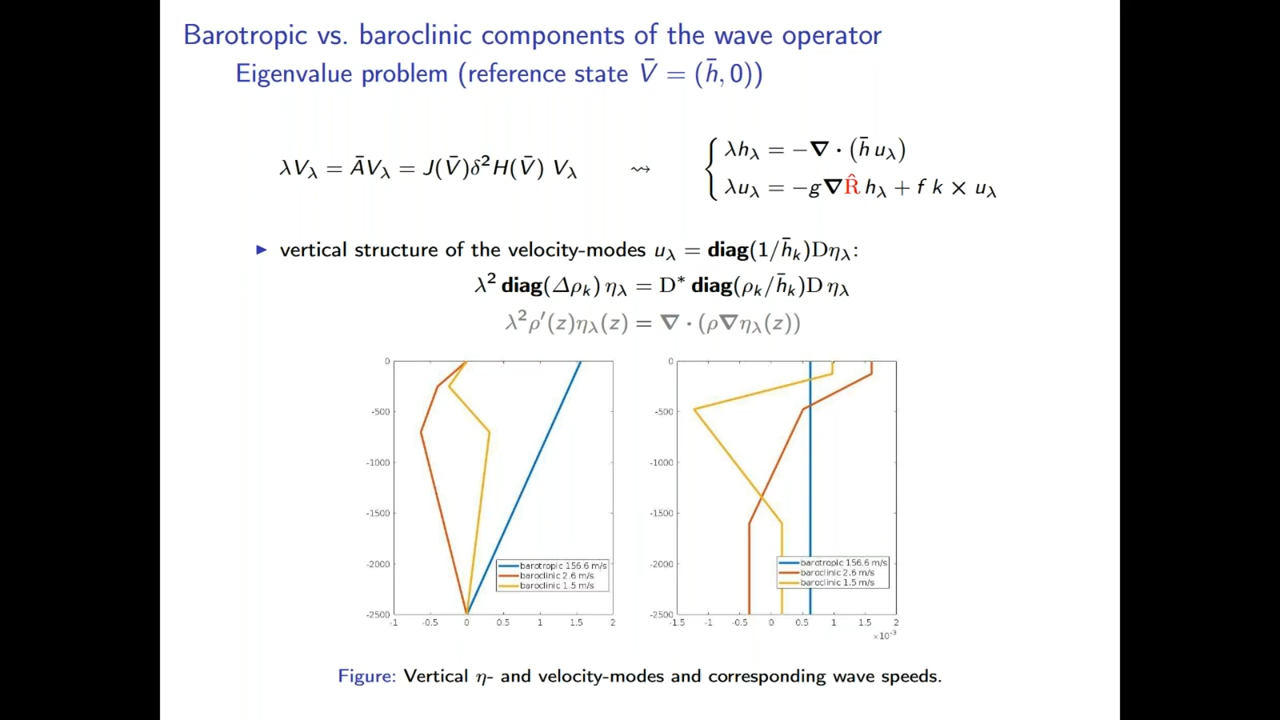 Barotropic vs. baroclinic components of the wave operator
Eigenvalue problem (reference state V̄ = (h̄, 0))
λV_λ = ĀV_λ = J(V̄)δ²H(V̄) V_λ ⇝ { λh_λ = −∇ · (h̄ u_λ)
λu_λ = −g∇R̂ h_λ + f k × u_λ
▶ vertical structure of the velocity-modes u_λ = diag(1/h̄_k)Dη_λ:
λ² diag(Δρ_k) η_λ = D* diag(ρ_k/h̄_k)D η_λ
λ²ρ′(z)η_λ(z) = ∇ · (ρ∇η_λ(z))
0
-500
-1000
-1500
-2000
-2500
-1 -0.5 0 0.5 1 1.5 2
barotropic 156.6 m/s
baroclinic 2.6 m/s
baroclinic 1.5 m/s
0
-500
-1000
-1500
-2000
-2500
-1.5 -1 -0.5 0 0.5 1 1.5 2
×10⁻³
barotropic 156.6 m/s
baroclinic 2.6 m/s
baroclinic 1.5 m/s
Figure: Vertical η- and velocity-modes and corresponding wave speeds.